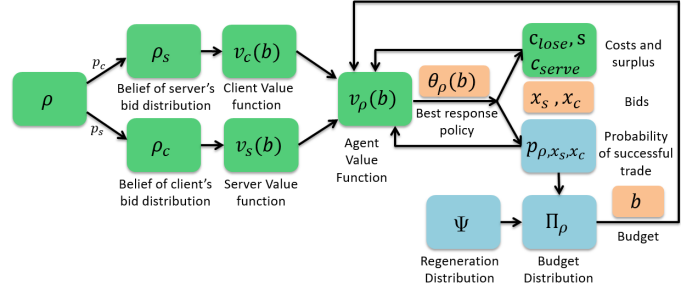 ρ
p_c
p_s
ρ_s
Belief of server's
bid distribution
ρ_c
Belief of client's
bid distribution
v_c(b)
Client Value
function
v_s(b)
Server Value
function
v_ρ(b)
Agent
Value
Function
θ_ρ(b)
Best response
policy
c_lose, s
c_serve
Costs and
surplus
x_s , x_c
Bids
p_ρ,x_s,x_c
Probability
of successful
trade
Ψ
Regeneration
Distribution
Π_ρ
Budget
Distribution
b
Budget